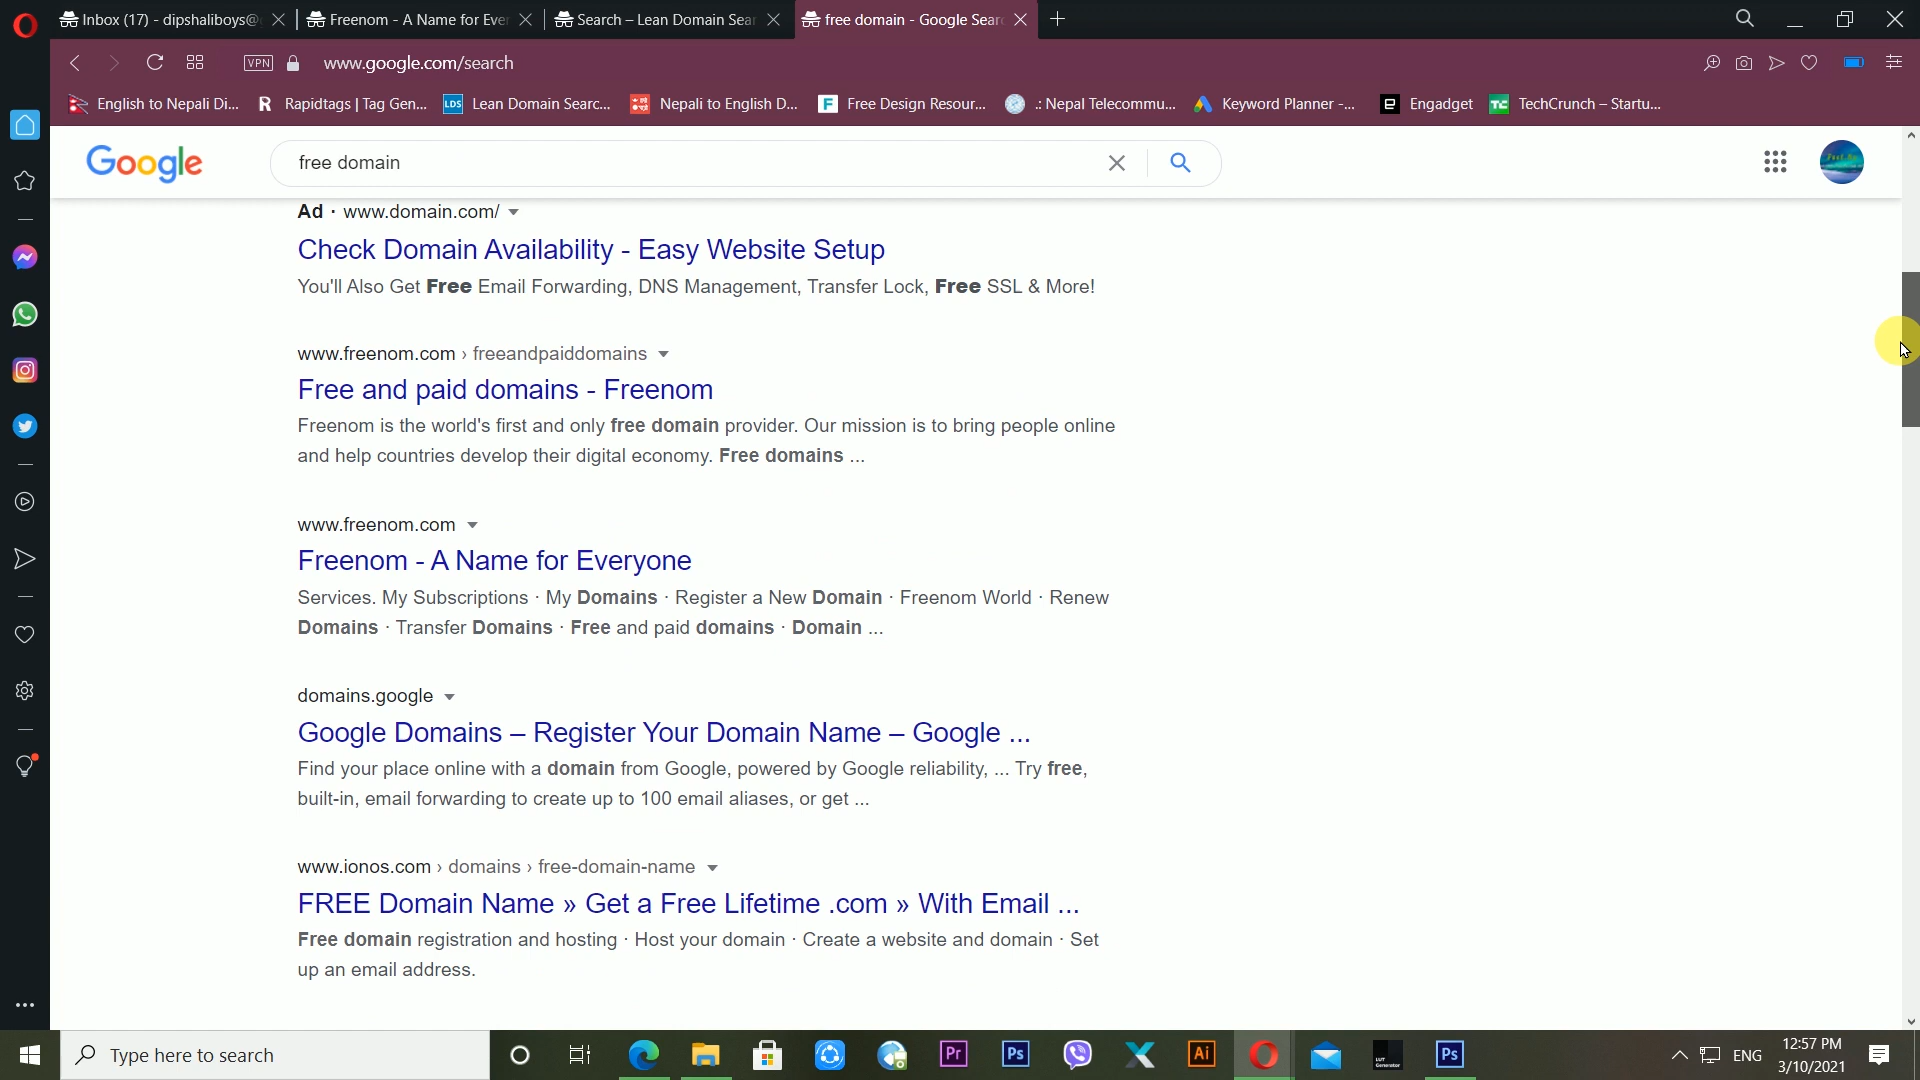 Inbox (17) - dipshaliboys@
Freenom - A Name for Ever
Search – Lean Domain Sear
free domain - Google Searc
VPN
www.google.com/search
English to Nepali Di...
R Rapidtags | Tag Gen...
LDS Lean Domain Searc...
Nepali to English D...
F Free Design Resour...
.: Nepal Telecommu...
Keyword Planner -...
e Engadget
TC TechCrunch – Startu...
Google
free domain
Ad · www.domain.com/
Check Domain Availability - Easy Website Setup
You'll Also Get Free Email Forwarding, DNS Management, Transfer Lock, Free SSL & More!
www.freenom.com › freeandpaiddomains
Free and paid domains - Freenom
Freenom is the world's first and only free domain provider. Our mission is to bring people online
and help countries develop their digital economy. Free domains ...
www.freenom.com
Freenom - A Name for Everyone
Services. My Subscriptions · My Domains · Register a New Domain · Freenom World · Renew
Domains · Transfer Domains · Free and paid domains · Domain ...
domains.google
Google Domains – Register Your Domain Name – Google ...
Find your place online with a domain from Google, powered by Google reliability, ... Try free,
built-in, email forwarding to create up to 100 email aliases, or get ...
www.ionos.com › domains › free-domain-name
FREE Domain Name » Get a Free Lifetime .com » With Email ...
Free domain registration and hosting · Host your domain · Create a website and domain · Set
up an email address.
Type here to search
Pr
Ps
Ai
Ps
ENG
12:57 PM
3/10/2021